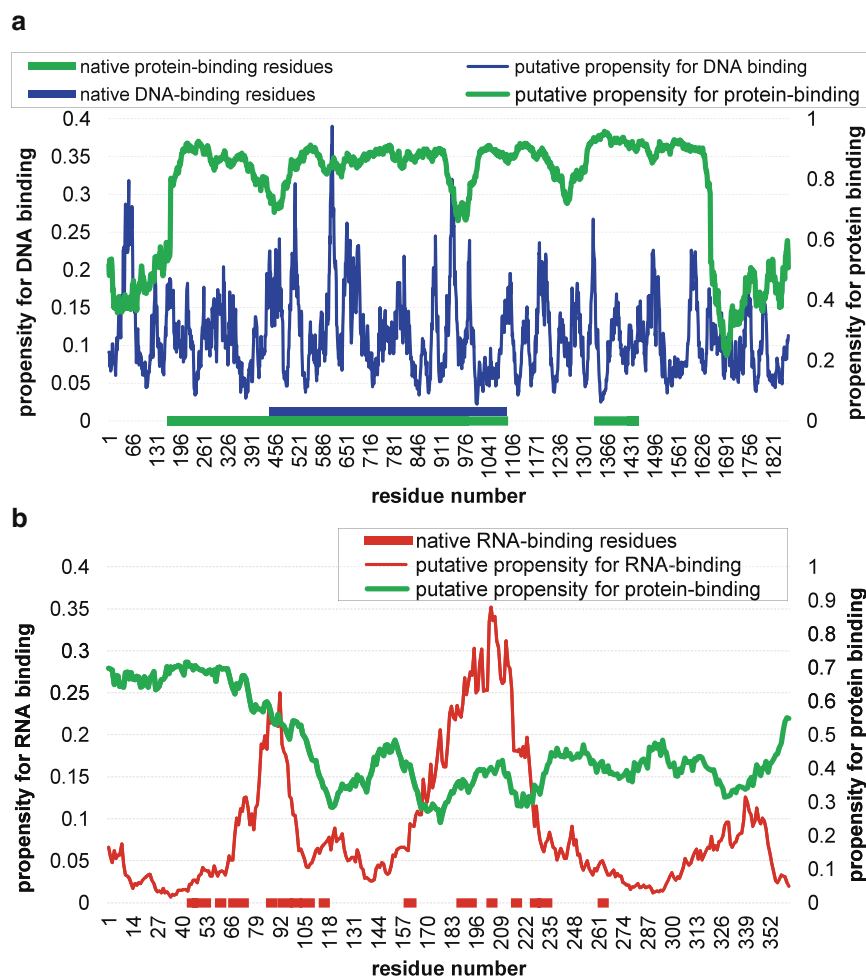 a
native protein-binding residues
putative propensity for DNA binding
native DNA-binding residues
putative propensity for protein-binding
propensity for DNA binding
0.4
0.35
0.3
0.25
0.2
0.15
0.1
0.05
0
1
0.8
0.6
0.4
0.2
0
propensity for protein binding
1 66 131 196 261 326 391 456 521 586 651 716 781 846 911 976 1041 1106 1171 1236 1301 1366 1431 1496 1561 1626 1691 1756 1821
residue number
b
native RNA-binding residues
putative propensity for RNA-binding
putative propensity for protein-binding
propensity for RNA binding
0.4
0.35
0.3
0.25
0.2
0.15
0.1
0.05
0
1
0.9
0.8
0.7
0.6
0.5
0.4
0.3
0.2
0.1
0
propensity for protein binding
1 14 27 40 53 66 79 92 105 118 131 144 157 170 183 196 209 222 235 248 261 274 287 300 313 326 339 352
residue number